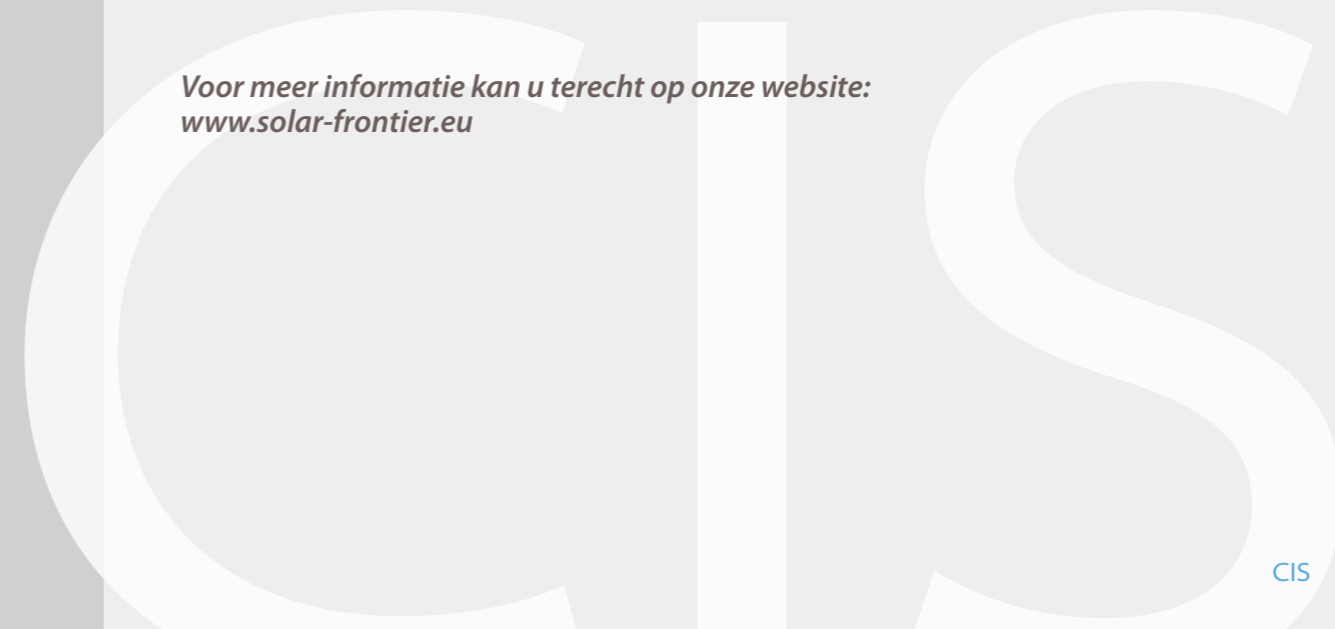 Voor meer informatie kan u terecht op onze website:
www.solar-frontier.eu
CIS
CIS